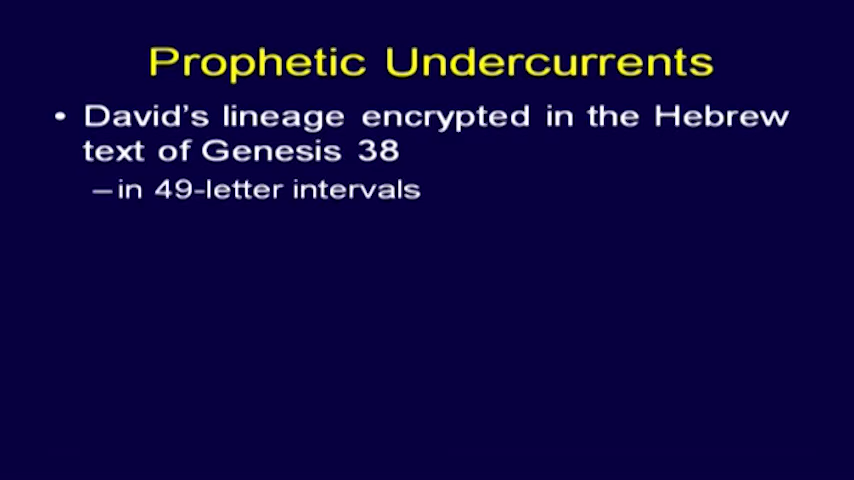 Prophetic Undercurrents
• David's lineage encrypted in the Hebrew
text of Genesis 38
– in 49-letter intervals